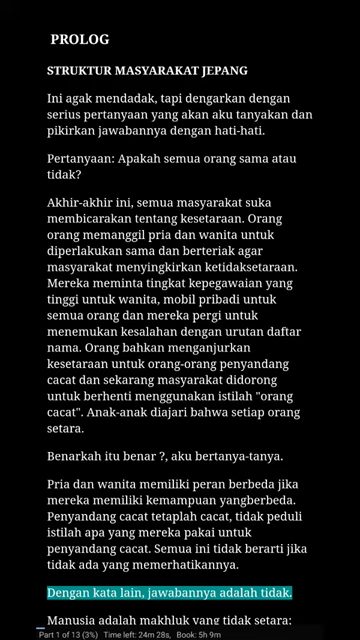 PROLOG
STRUKTUR MASYARAKAT JEPANG
Ini agak mendadak, tapi dengarkan dengan
serius pertanyaan yang akan aku tanyakan dan
pikirkan jawabannya dengan hati-hati.
Pertanyaan: Apakah semua orang sama atau
tidak?
Akhir-akhir ini, semua masyarakat suka
membicarakan tentang kesetaraan. Orang
orang memanggil pria dan wanita untuk
diperlakukan sama dan berteriak agar
masyarakat menyingkirkan ketidaksetaraan.
Mereka meminta tingkat kepegawaian yang
tinggi untuk wanita, mobil pribadi untuk
semua orang dan mereka pergi untuk
menemukan kesalahan dengan urutan daftar
nama. Orang bahkan menganjurkan
kesetaraan untuk orang-orang penyandang
cacat dan sekarang masyarakat didorong
untuk berhenti menggunakan istilah "orang
cacat". Anak-anak diajari bahwa setiap orang
setara.
Benarkah itu benar ?, aku bertanya-tanya.
Pria dan wanita memiliki peran berbeda jika
mereka memiliki kemampuan yangberbeda.
Penyandang cacat tetaplah cacat, tidak peduli
istilah apa yang mereka pakai untuk
penyandang cacat. Semua ini tidak berarti jika
tidak ada yang memerhatikannya.
Dengan kata lain, jawabannya adalah tidak.
Manusia adalah makhluk yang tidak setara:
Part 1 of 13 (3%) Time left: 24m 28s, Book: 5h 9m